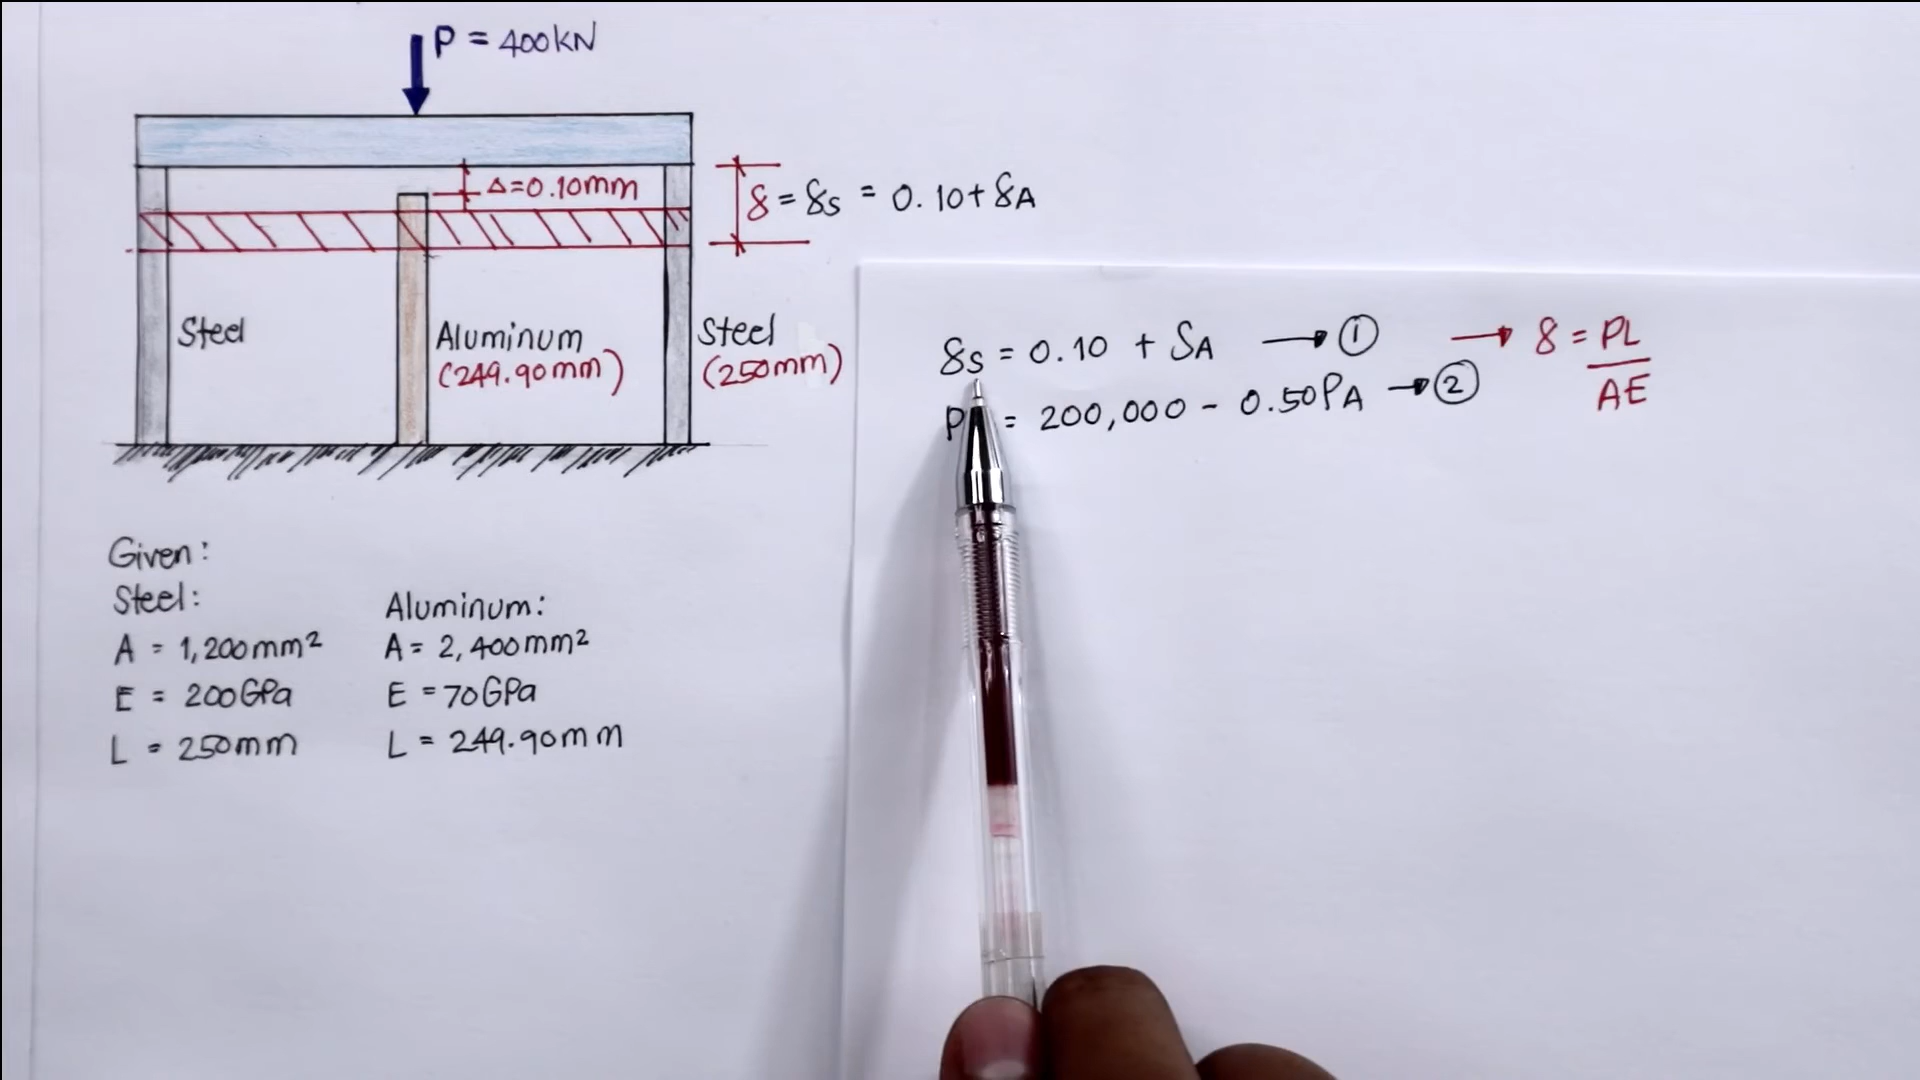 P = 400kN
Δ=0.10mm
δ = δs = 0.10 + δA
Steel
Aluminum
(249.90mm)
Steel
(250mm)
δs = 0.10 + δA → ①
→ δ = PL
AE
P = 200,000 - 0.50PA → ②
Given:
Steel:
A = 1,200mm²
E = 200GPa
L = 250mm
Aluminum:
A = 2,400mm²
E = 70GPa
L = 249.90mm